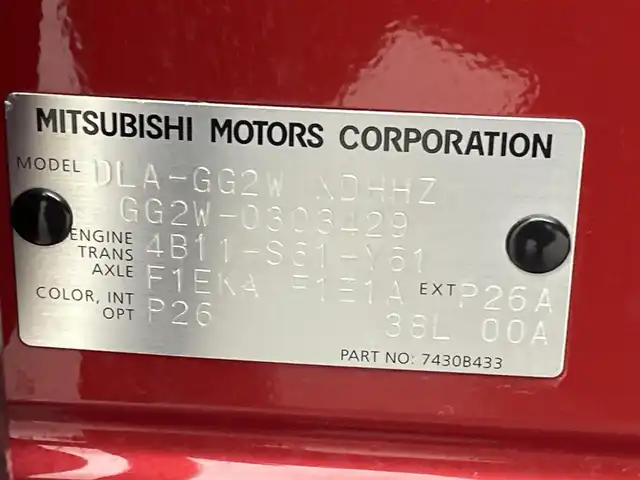 MITSUBISHI MOTORS CORPORATION
MODEL DLA-GG2W XDHHZ
GG2W-0303429
ENGINE 4B11-S61-Y61
TRANS AXLE F1EKA F1E1A
EXT P26A
COLOR, INT OPT P26 38L 00A
PART NO: 7430B433